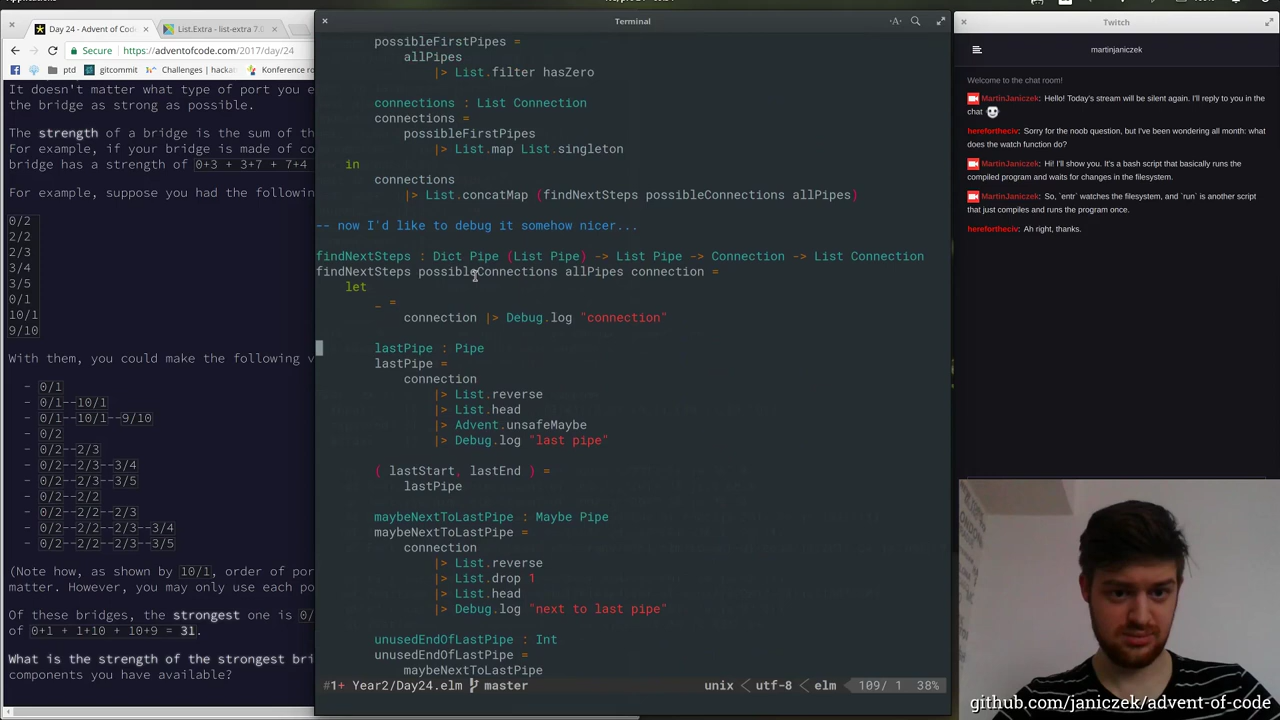 Day 24 - Advent of Cod
List.Extra - list-extra 7.0
Secure
https://adventofcode.com/2017/day/24
ptd
gitcommit
Challenges | hackat
Konference ro
It doesn't matter what type of port you e
the bridge as strong as possible.
The strength of a bridge is the sum of th
For example, if your bridge is made of co
bridge has a strength of 0+3 + 3+7 + 7+4
For example, suppose you had the followin
0/2
2/2
2/3
3/4
3/5
0/1
10/1
9/10
With them, you could make the following v
- 0/1
- 0/1--10/1
- 0/1--10/1--9/10
- 0/2
- 0/2--2/3
- 0/2--2/3--3/4
- 0/2--2/3--3/5
- 0/2--2/2
- 0/2--2/2--2/3
- 0/2--2/2--2/3--3/4
- 0/2--2/2--2/3--3/5
(Note how, as shown by 10/1, order of por
matter. However, you may only use each po
Of these bridges, the strongest one is 0/
of 0+1 + 1+10 + 10+9 = 31.
What is the strength of the strongest bri
components you have available?
Terminal
possibleFirstPipes =
allPipes
|> List.filter hasZero
connections : List Connection
connections =
possibleFirstPipes
|> List.map List.singleton
in
connections
|> List.concatMap (findNextSteps possibleConnections allPipes)
-- now I'd like to debug it somehow nicer...
findNextSteps : Dict Pipe (List Pipe) -> List Pipe -> Connection -> List Connection
findNextSteps possibleConnections allPipes connection =
let
_ =
connection |> Debug.log "connection"
lastPipe : Pipe
lastPipe =
connection
|> List.reverse
|> List.head
|> Advent.unsafeMaybe
|> Debug.log "last pipe"
( lastStart, lastEnd ) =
lastPipe
maybeNextToLastPipe : Maybe Pipe
maybeNextToLastPipe =
connection
|> List.reverse
|> List.drop 1
|> List.head
|> Debug.log "next to last pipe"
unusedEndOfLastPipe : Int
unusedEndOfLastPipe =
maybeNextToLastPipe
#1+ Year2/Day24.elm master
unix < utf-8 < elm 109/ 1 38%
Twitch
martinjaniczek
Welcome to the chat room!
MartinJaniczek: Hello! Today's stream will be silent again. I'll reply to you in the
chat
herefortheciv: Sorry for the noob question, but I've been wondering all month: what
does the watch function do?
MartinJaniczek: Hi! I'll show you. It's a bash script that basically runs the
compiled program and waits for changes in the filesystem.
MartinJaniczek: So, `entr` watches the filesystem, and `run` is another script
that just compiles and runs the program once.
herefortheciv: Ah right, thanks.
github.com/janiczek/advent-of-code